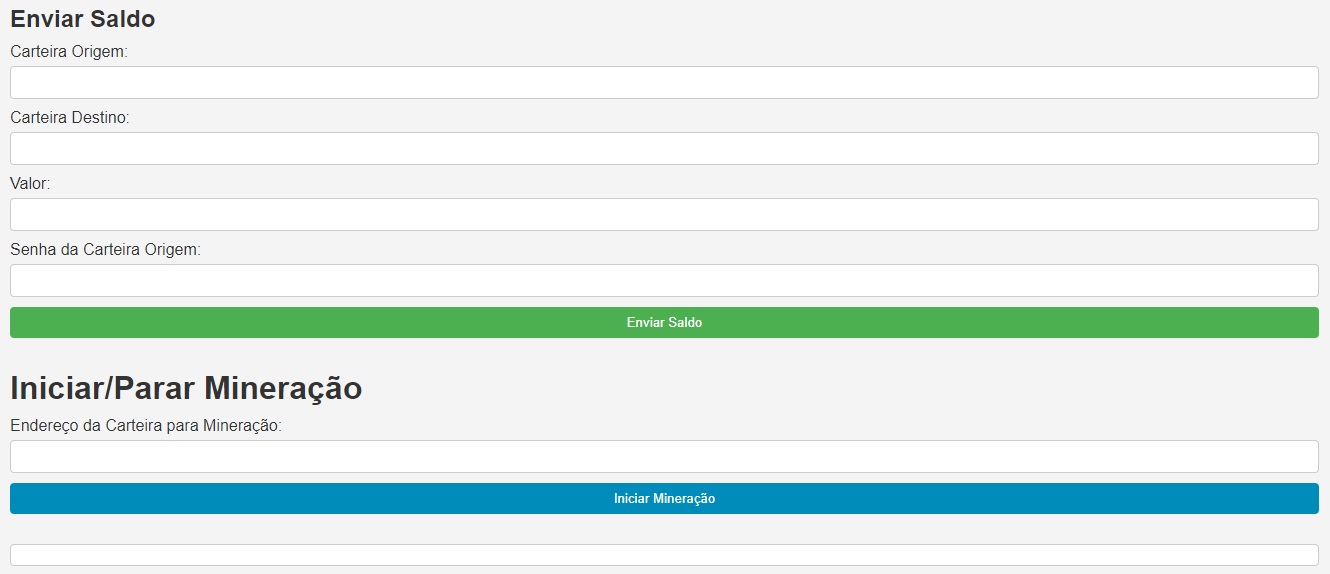 Enviar Saldo
Carteira Origem:
Carteira Destino:
Valor:
Senha da Carteira Origem:
Enviar Saldo
Iniciar/Parar Mineração
Endereço da Carteira para Mineração:
Iniciar Mineração